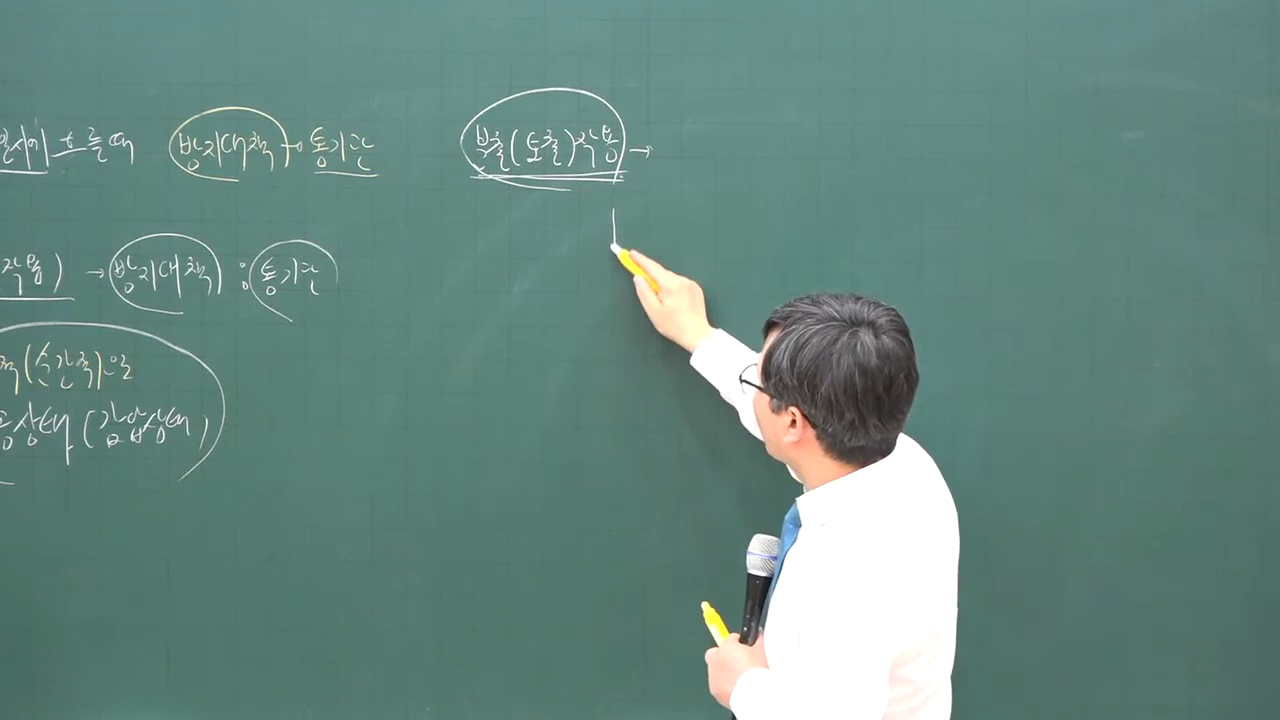 흐를때 방지대책→통기관
분출(토출)작용→
작용) →방지대책 : 통기관
(순간적)으로
상태 (감압상태)